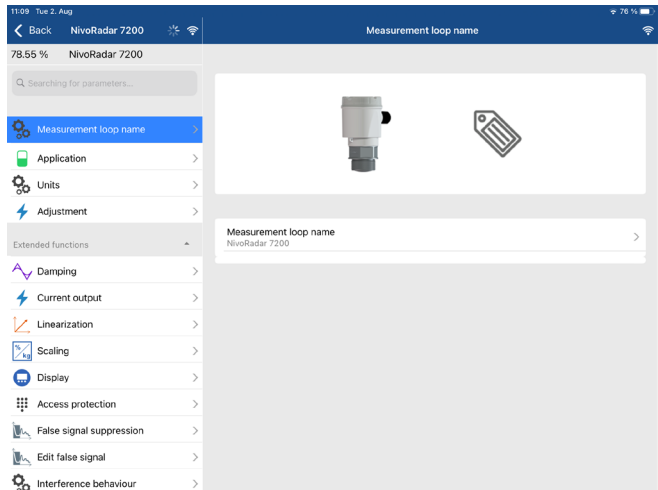 11:09 Tue 2. Aug
76 %
Back NivoRadar 7200
Measurement loop name
78.55 % NivoRadar 7200
Searching for parameters...
Measurement loop name
Application
Units
Adjustment
Extended functions
Damping
Current output
Linearization
% kg Scaling
Display
Access protection
False signal suppression
Edit false signal
Interference behaviour
Measurement loop name
NivoRadar 7200